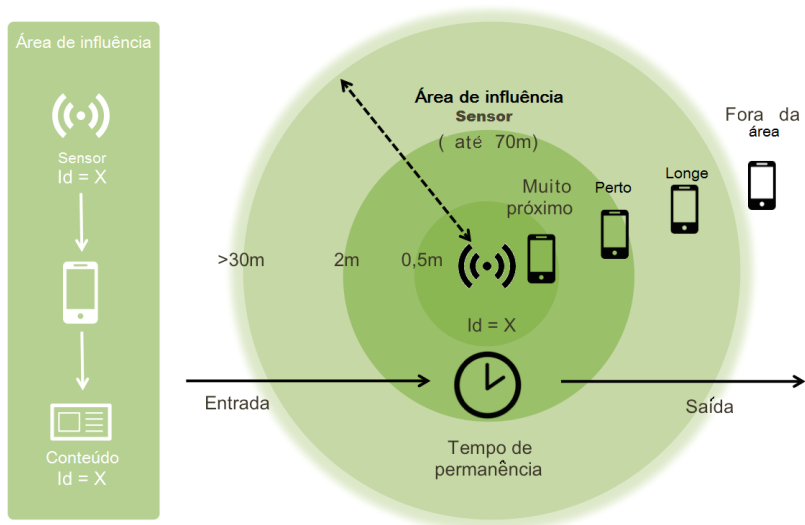 Área de influência
Sensor
Id = X
Conteúdo
Id = X
Área de influência
Sensor
( até 70m)
Muito
próximo
Perto
Longe
Fora da
área
>30m
2m
0,5m
Id = X
Entrada
Saída
Tempo de
permanência